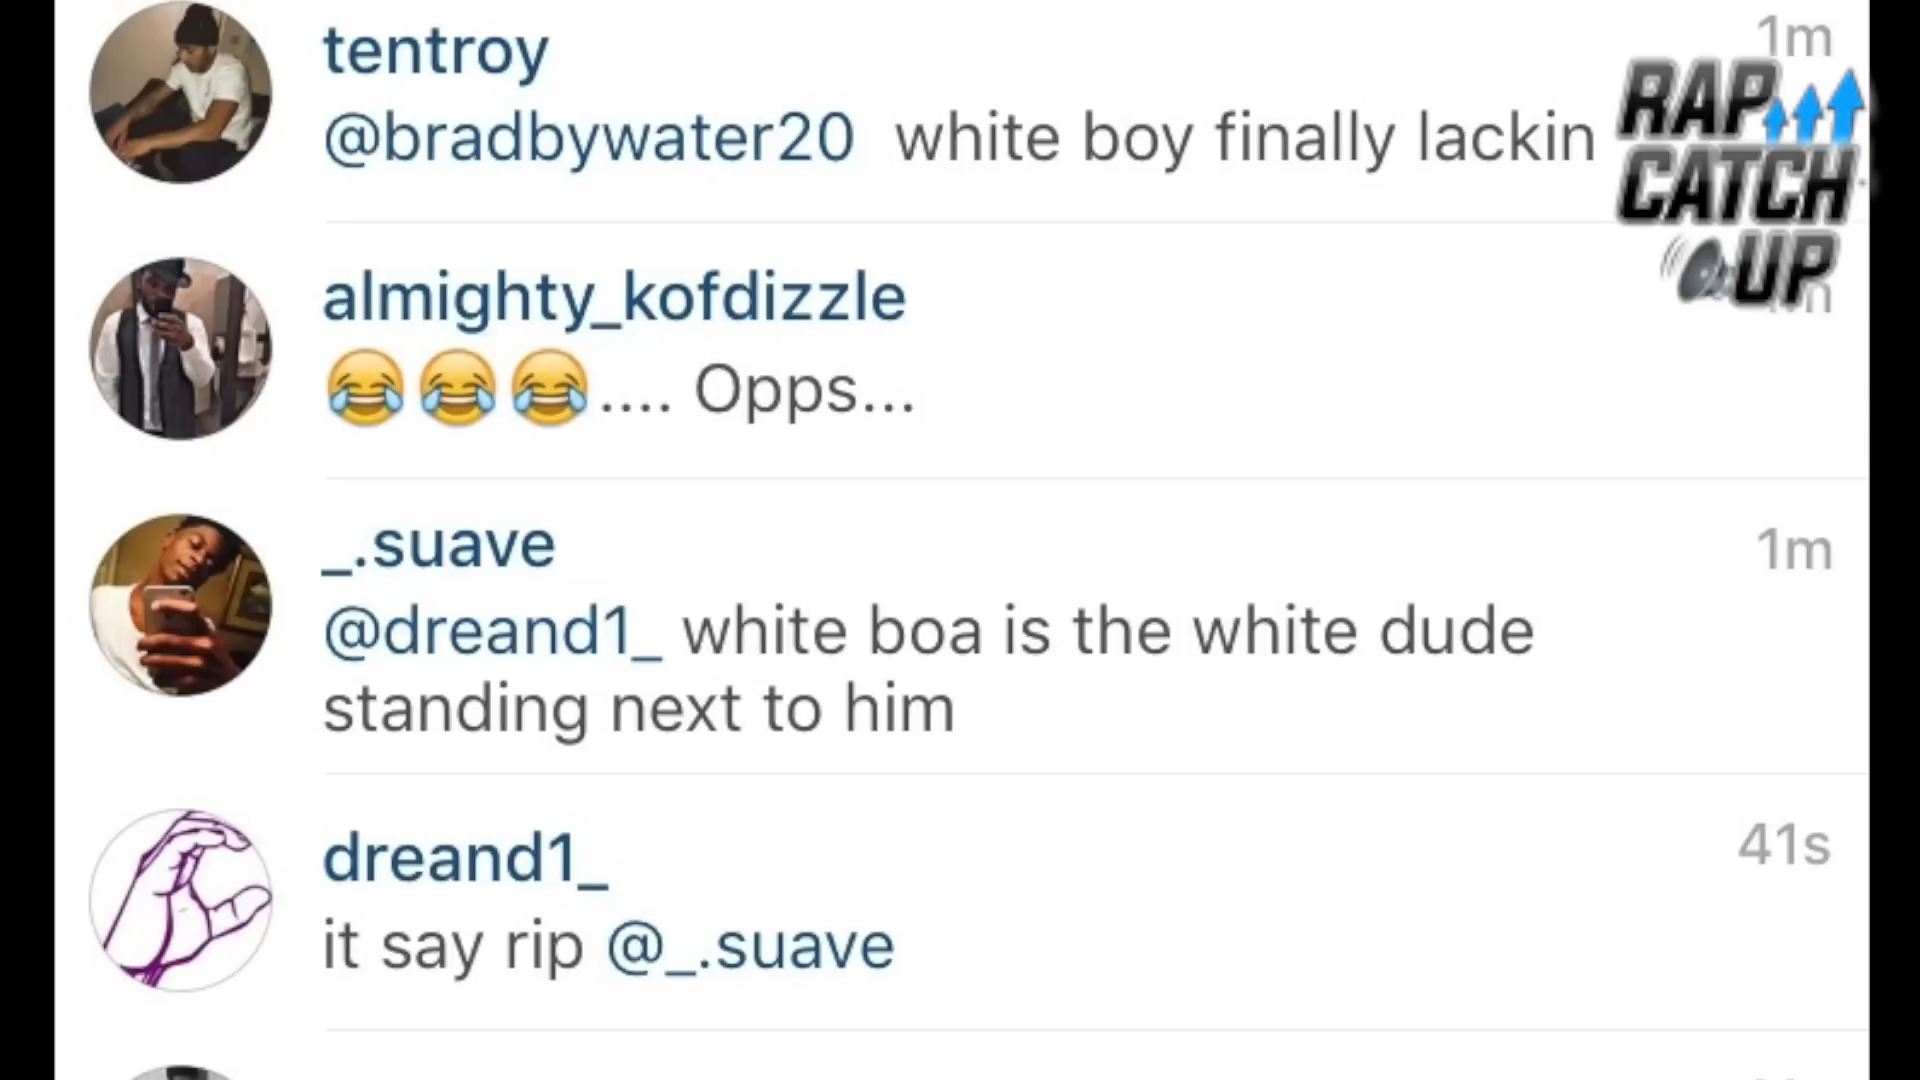 tentroy
1m
@bradbywater20 white boy finally lackin
RAP
CATCH
UP
almighty_kofdizzle
😂😂😂.... Opps...
_.suave
1m
@dreand1_ white boa is the white dude
standing next to him
dreand1_
41s
it say rip @_.suave